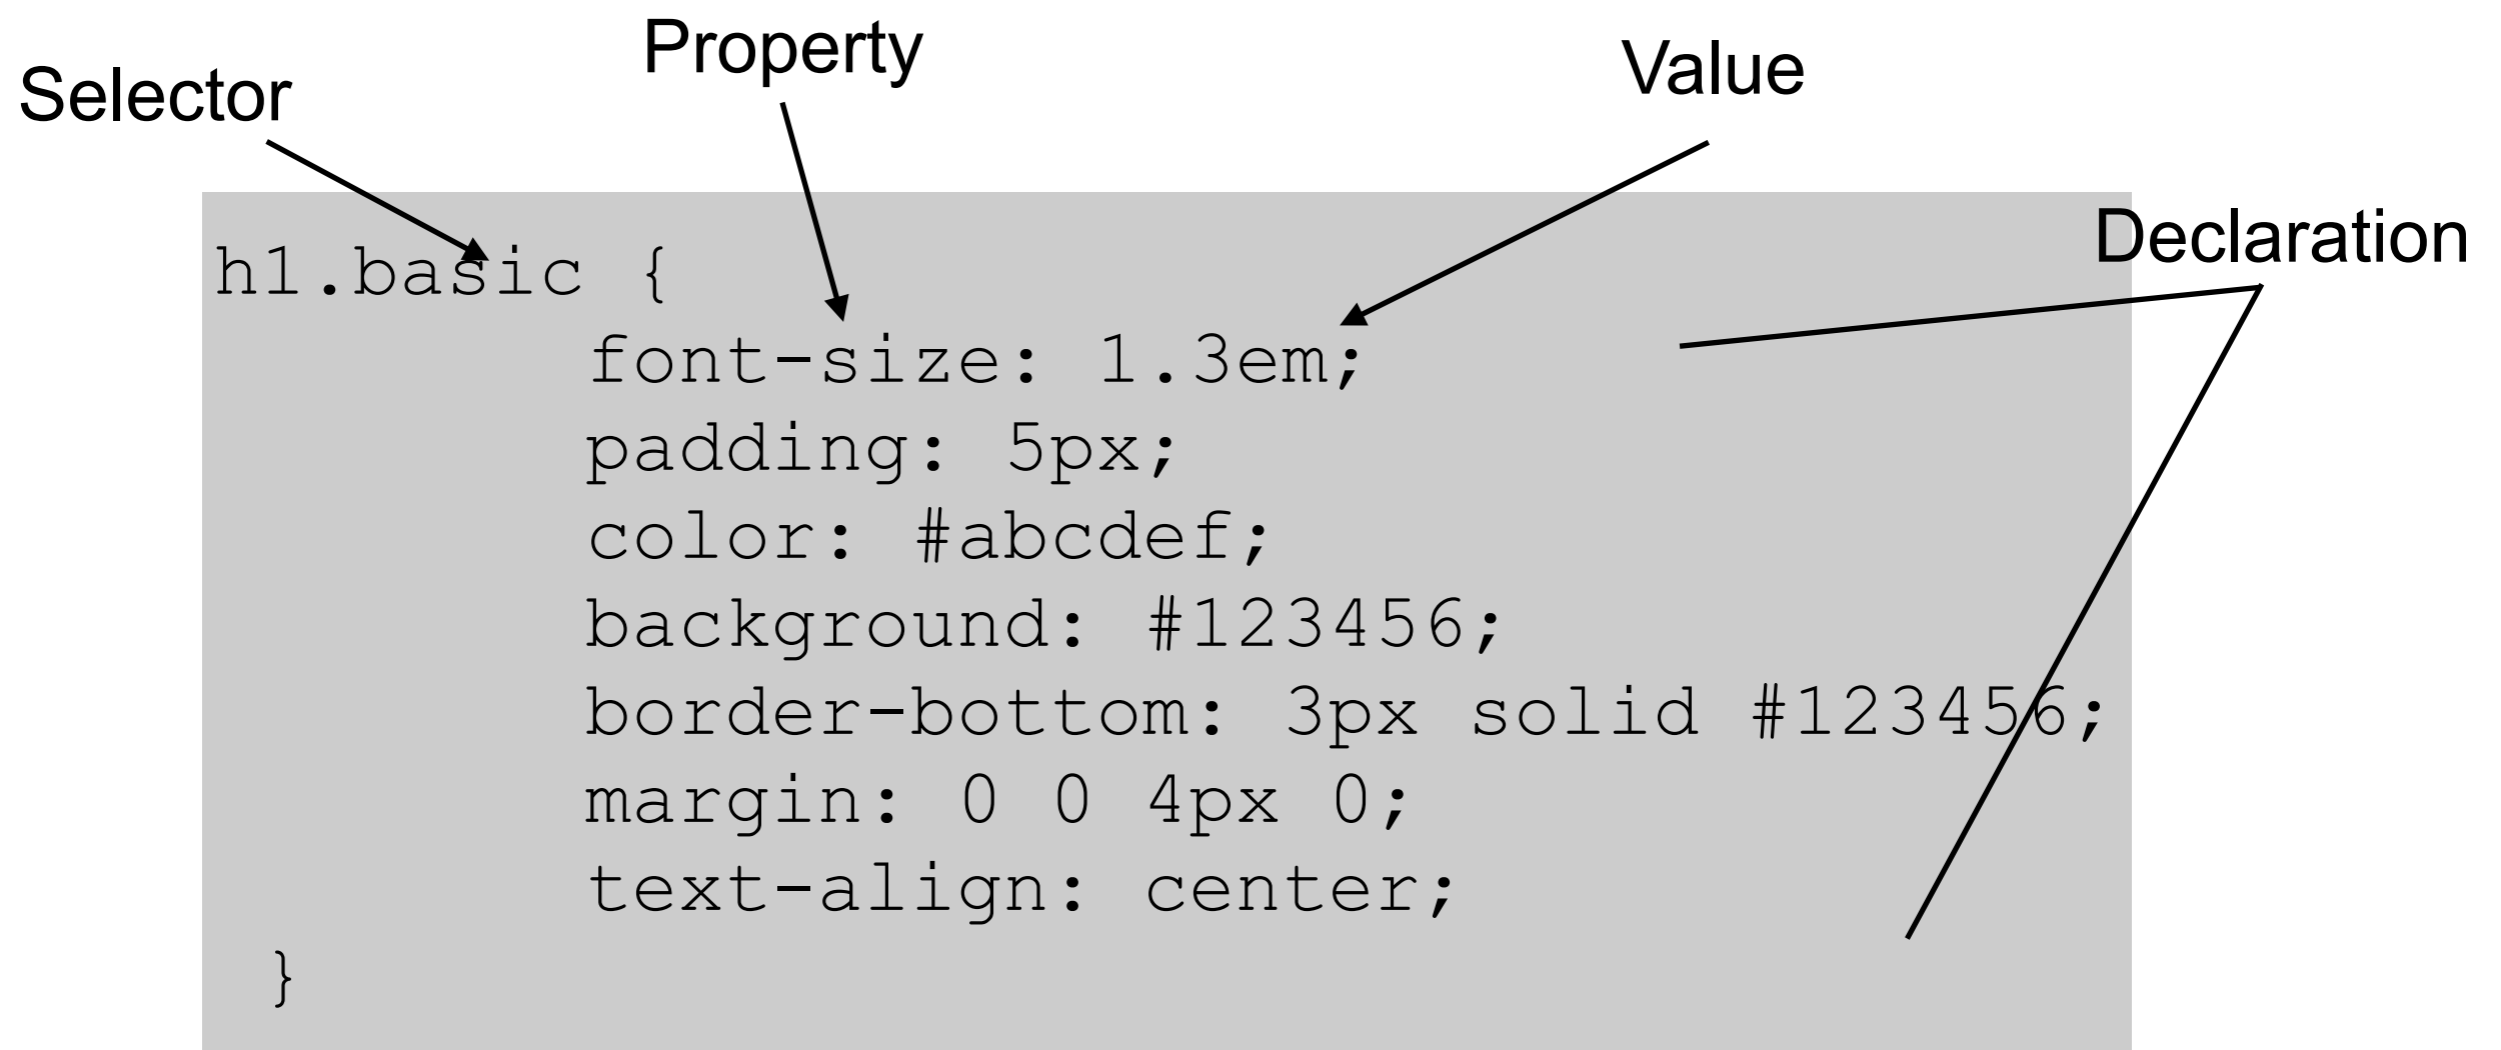 Property
Value
Selector
Declaration
h1.basic {
font-size: 1.3em;
padding: 5px;
color: #abcdef;
background: #123456;
border-bottom: 3px solid #123456;
margin: 0 0 4px 0;
text-align: center;
}